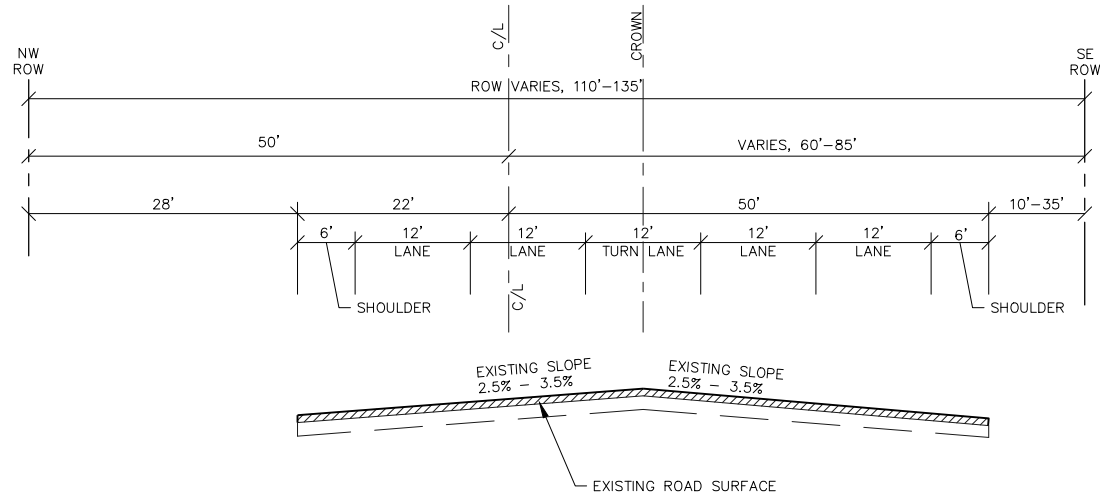 C/L
CROWN
NW
ROW
SE
ROW
ROW VARIES, 110'-135'
50'
VARIES, 60'-85'
28'
22'
50'
10'-35'
6'
12'
12'
12'
12'
12'
6'
LANE
LANE
TURN LANE
LANE
LANE
C/L
SHOULDER
SHOULDER
EXISTING SLOPE
2.5% - 3.5%
EXISTING SLOPE
2.5% - 3.5%
EXISTING ROAD SURFACE